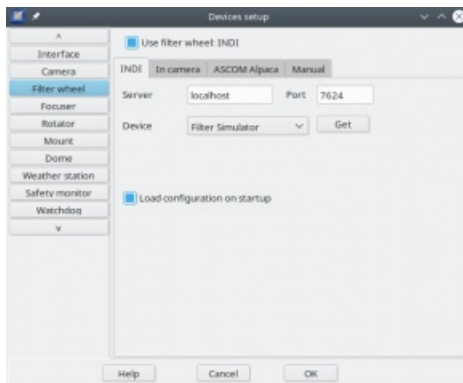 Devices setup
^
Interface
Camera
Filter wheel
Focuser
Rotator
Mount
Dome
Weather station
Safety monitor
Watchdog
v
Use filter wheel: INDI
INDI In camera ASCOM Alpaca Manual
Server localhost Port 7624
Device Filter Simulator Get
Load configuration on startup
Help Cancel OK